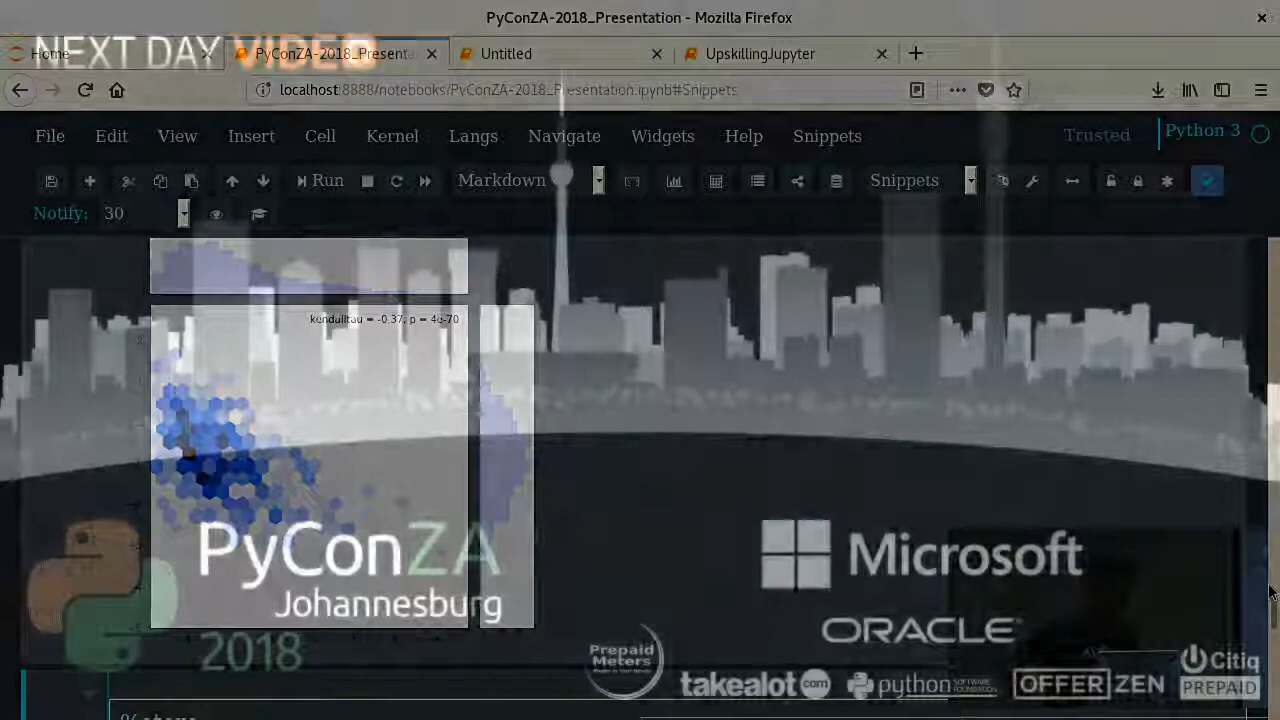 PyConZA-2018_Presentation - Mozilla Firefox
NEXT DAY VIDEO
Home
PyConZA-2018_Presenta
Untitled
UpskillingJupyter
localhost:8888/notebooks/PyConZA-2018_Presentation.ipynb#Snippets
File Edit View Insert Cell Kernel Langs Navigate Widgets Help Snippets Trusted Python 3
Run Markdown Snippets
Notify: 30
kendalltau = -0.37; p = 4e-70
PyConZA
Johannesburg
2018
Microsoft
ORACLE
Prepaid
Meters
takealot com
python SOFTWARE FOUNDATION
OFFERZEN
Citiq
PREPAID